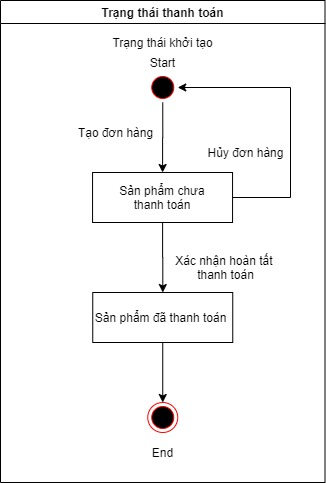 Trạng thái thanh toán
Trạng thái khởi tạo
Start
Tạo đơn hàng
Hủy đơn hàng
Sản phẩm chưa
thanh toán
Xác nhận hoàn tất
thanh toán
Sản phẩm đã thanh toán
End